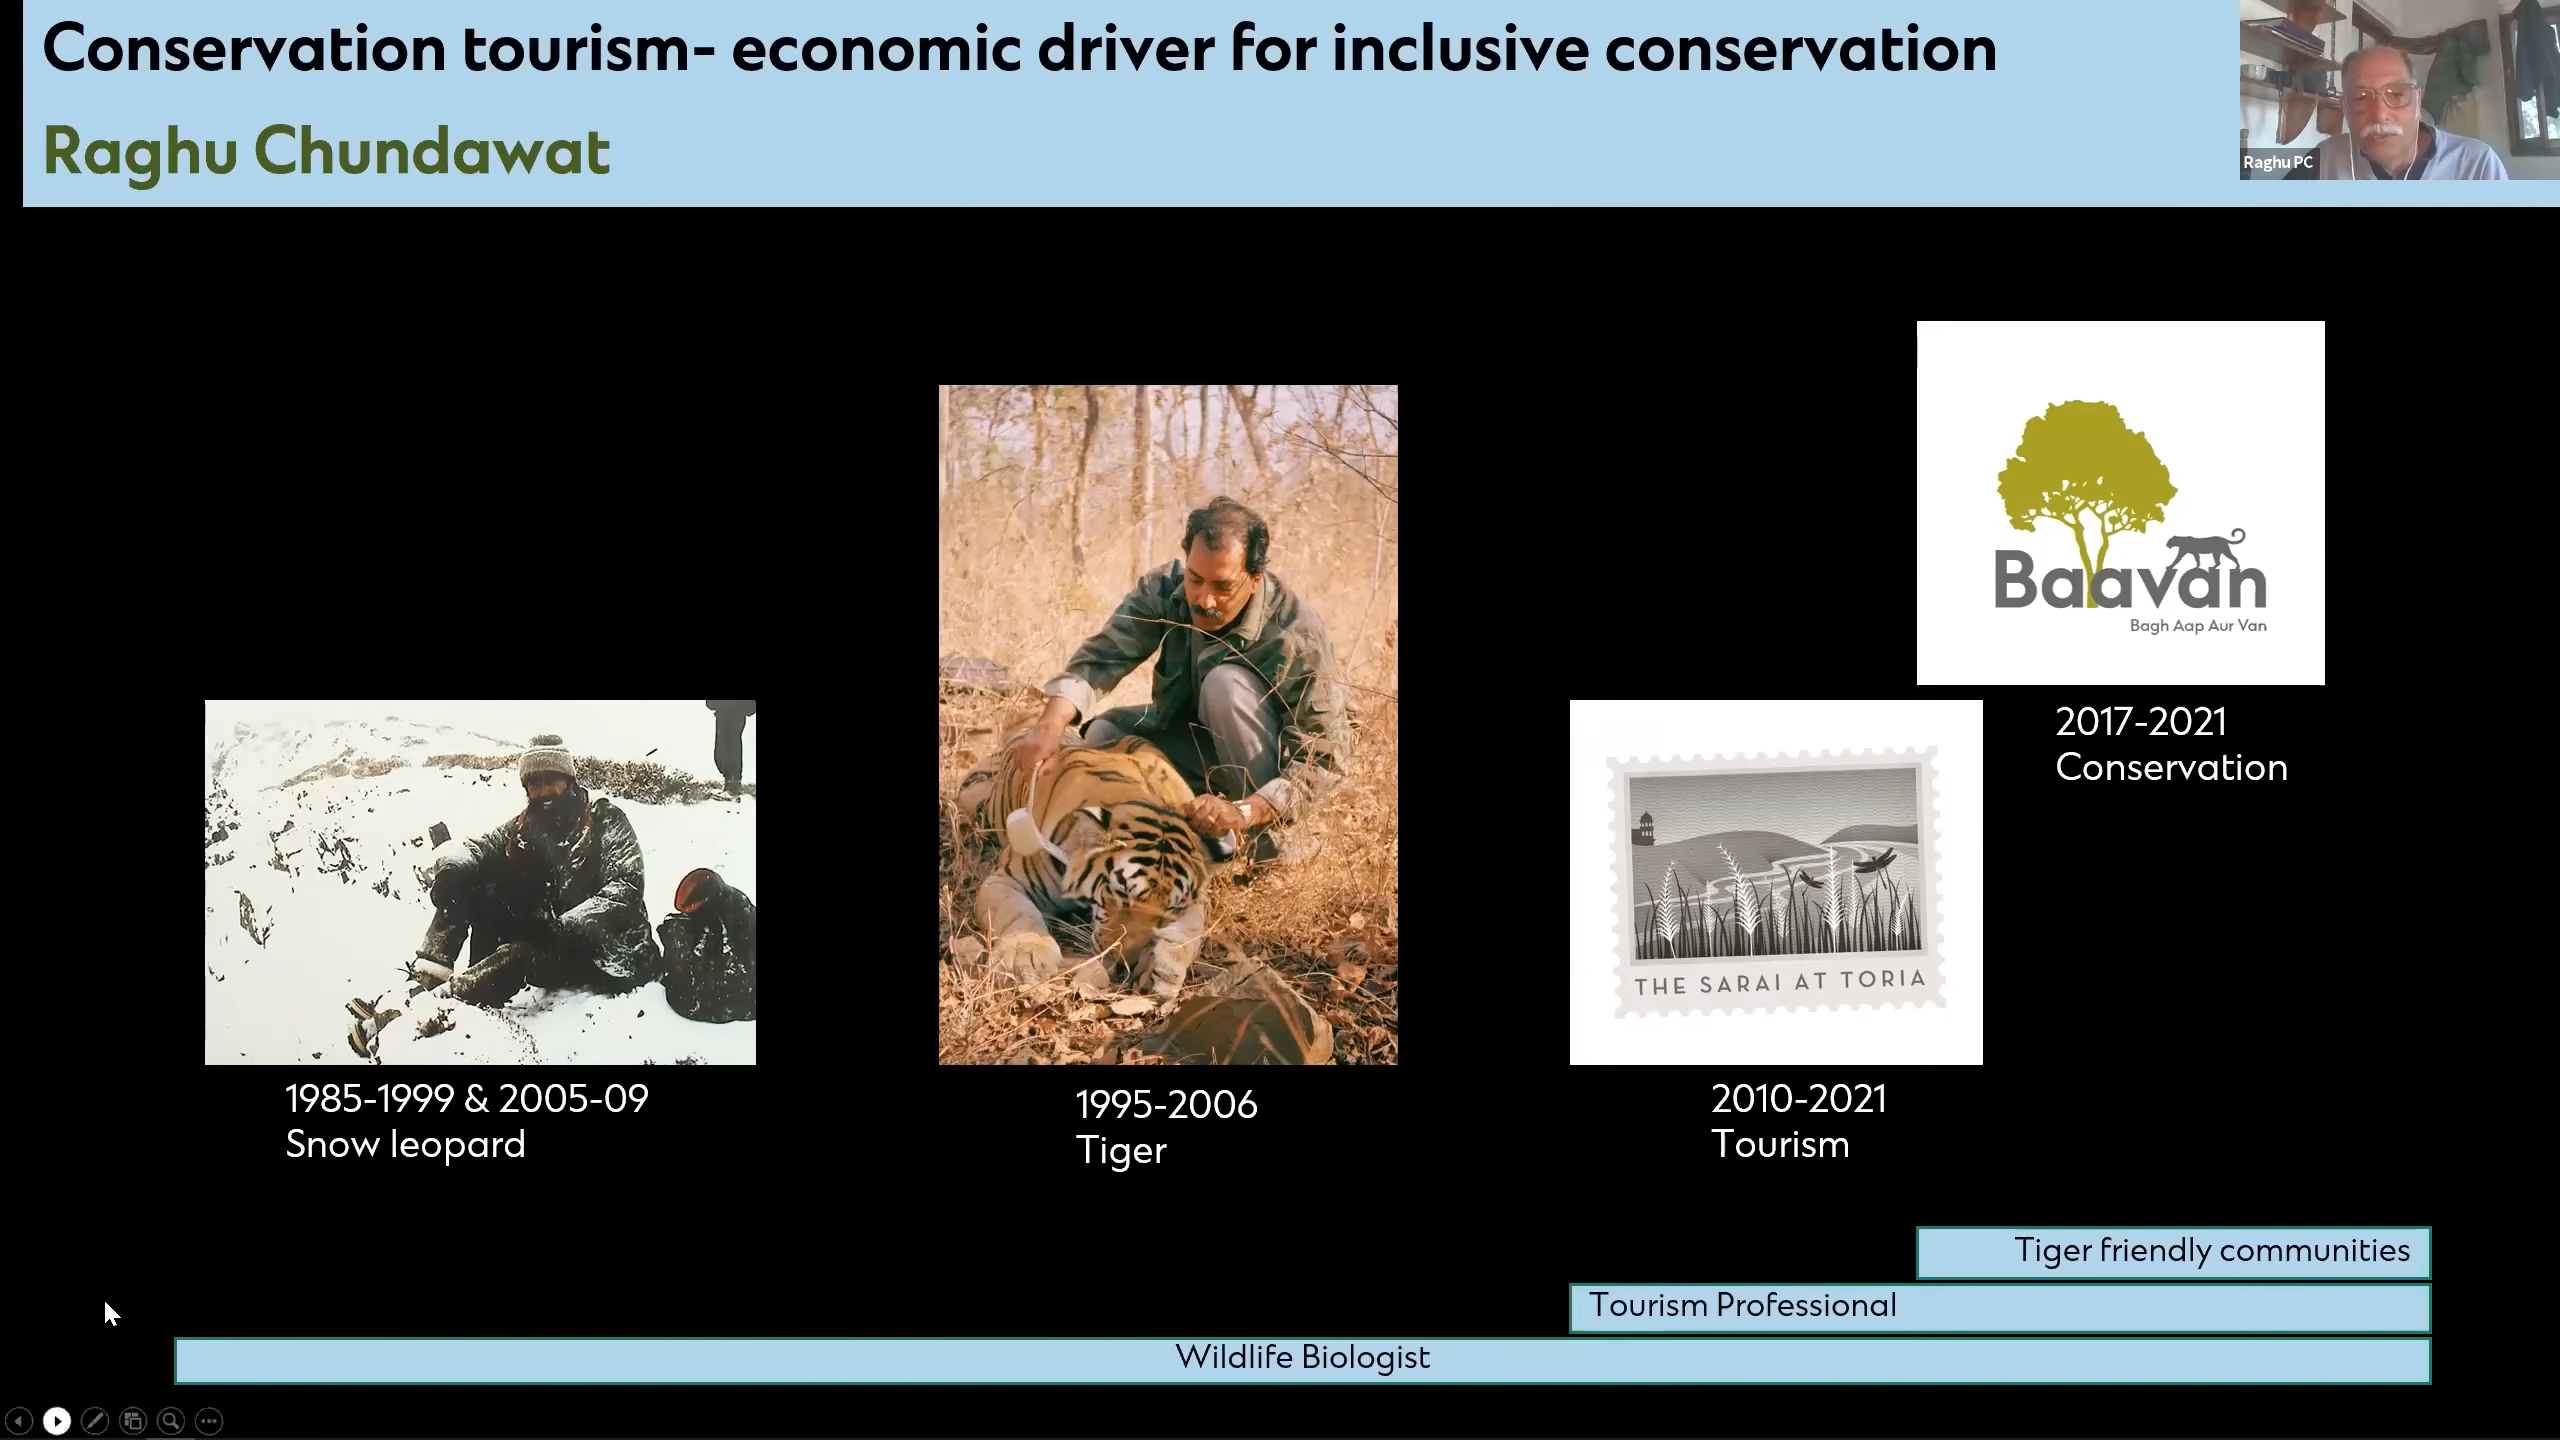 Conservation tourism- economic driver for inclusive conservation
Raghu Chundawat
Raghu PC
Baavan
Bagh Aap Aur Van
2017-2021
Conservation
THE SARAI AT TORIA
1985-1999 & 2005-09
Snow leopard
1995-2006
Tiger
2010-2021
Tourism
Tiger friendly communities
Tourism Professional
Wildlife Biologist